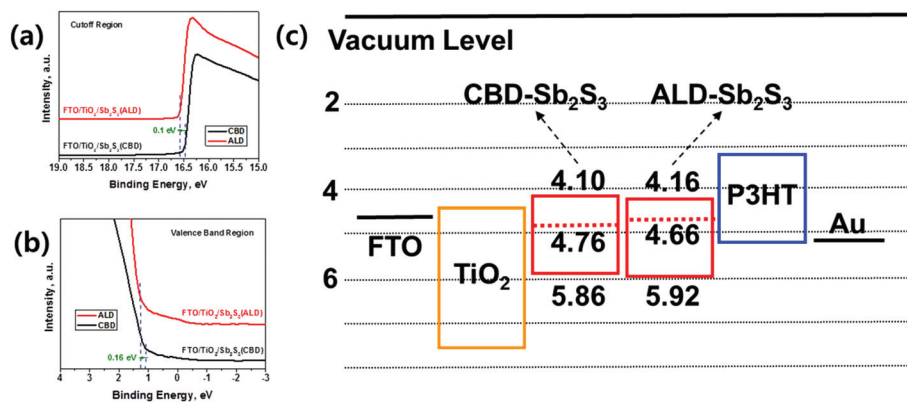 (a)
Cutoff Region
Intensity, a.u.
FTO/TiO₂/Sb₂S₃(ALD)
0.1 eV
CBD
ALD
FTO/TiO₂/Sb₂S₃(CBD)
19.0 18.5 18.0 17.5 17.0 16.5 16.0 15.5 15.0
Binding Energy, eV
(b)
Valence Band Region
Intensity, a.u.
ALD
CBD
FTO/TiO₂/Sb₂S₃(ALD)
0.16 eV
FTO/TiO₂/Sb₂S₃(CBD)
4 3 2 1 0 -1 -2 -3
Binding Energy, eV
(c)
Vacuum Level
2
CBD-Sb₂S₃ ALD-Sb₂S₃
4
4.10 4.16
P3HT
FTO
TiO₂
4.76 4.66
Au
6
5.86 5.92